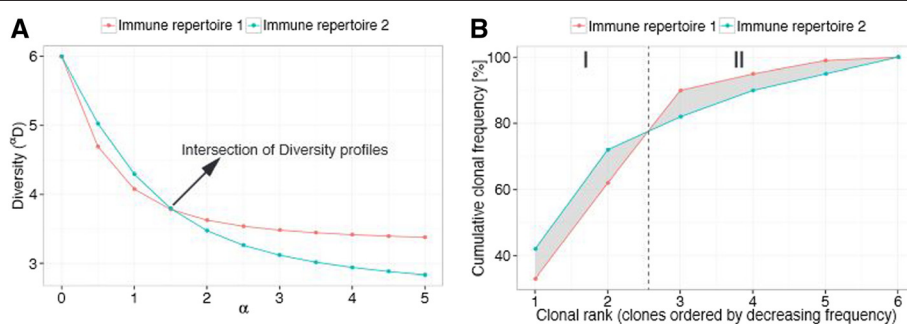 A
Immune repertoire 1 Immune repertoire 2
6
5
4
3
Diversity (αD)
Intersection of Diversity profiles
0 1 2 3 4 5
α
B
Immune repertoire 1 Immune repertoire 2
I II
100
80
60
40
Cumulative clonal frequency [%]
1 2 3 4 5 6
Clonal rank (clones ordered by decreasing frequency)